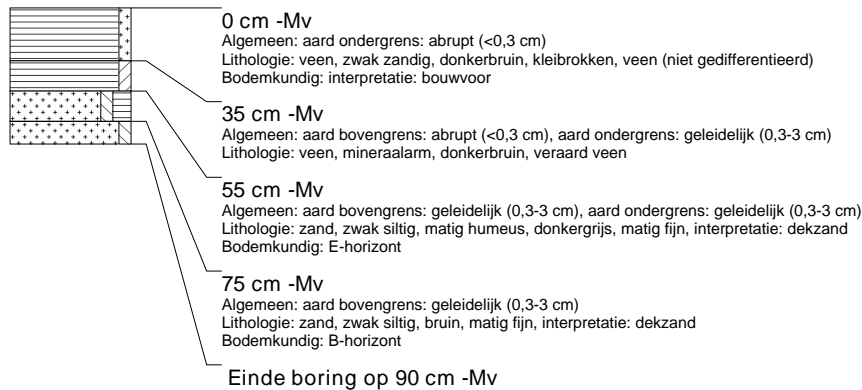 0 cm -Mv
Algemeen: aard ondergrens: abrupt (<0,3 cm)
Lithologie: veen, zwak zandig, donkerbruin, kleibrokken, veen (niet gedifferentieerd)
Bodemkundig: interpretatie: bouwvoor
35 cm -Mv
Algemeen: aard bovengrens: abrupt (<0,3 cm), aard ondergrens: geleidelijk (0,3-3 cm)
Lithologie: veen, mineraalarm, donkerbruin, veraard veen
55 cm -Mv
Algemeen: aard bovengrens: geleidelijk (0,3-3 cm), aard ondergrens: geleidelijk (0,3-3 cm)
Lithologie: zand, zwak siltig, matig humeus, donkergrijs, matig fijn, interpretatie: dekzand
Bodemkundig: E-horizont
75 cm -Mv
Algemeen: aard bovengrens: geleidelijk (0,3-3 cm)
Lithologie: zand, zwak siltig, bruin, matig fijn, interpretatie: dekzand
Bodemkundig: B-horizont
Einde boring op 90 cm -Mv